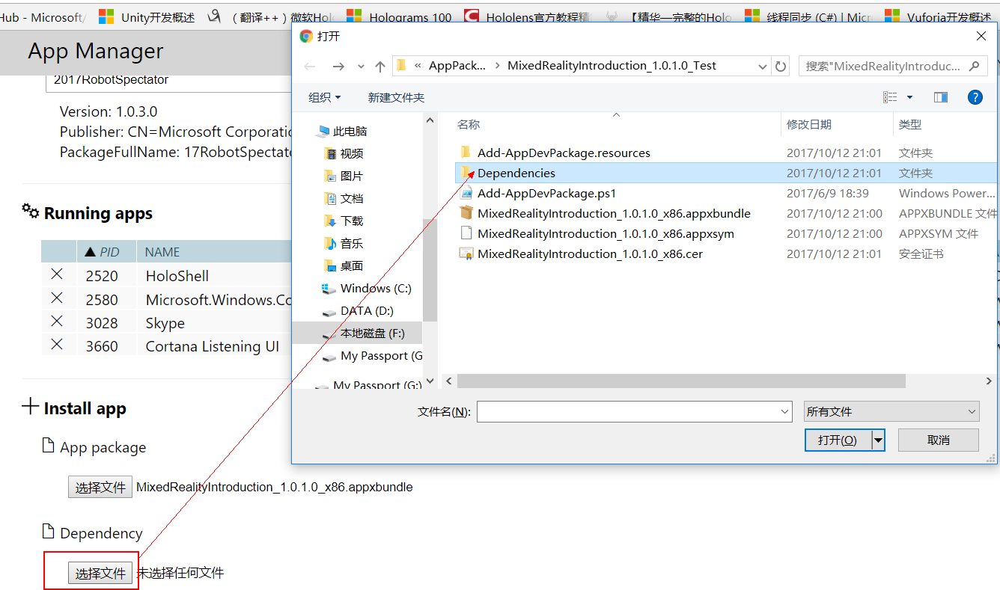 Hub - Microsoft/ Unity开发概述 （翻译++）微软Hol Holograms 100 Hololens官方教程精 【精华—完整的Holo 线程同步 (C#) | Micr Vuforia开发概述
App Manager
2017RobotSpectator
Version: 1.0.3.0
Publisher: CN=Microsoft Corporatio
PackageFullName: 17RobotSpectato
Running apps
PID NAME
2520 HoloShell
2580 Microsoft.Windows.Co
3028 Skype
3660 Cortana Listening UI
Install app
App package
选择文件 MixedRealityIntroduction_1.0.1.0_x86.appxbundle
Dependency
选择文件 未选择任何文件
打开
« AppPack... MixedRealityIntroduction_1.0.1.0_Test 搜索"MixedRealityIntroduc...
组织 新建文件夹
此电脑
视频
图片
文档
下载
音乐
桌面
Windows (C:)
DATA (D:)
本地磁盘 (F:)
My Passport (G
My Passport (G:)
名称 修改日期 类型
Add-AppDevPackage.resources 2017/10/12 21:01 文件夹
Dependencies 2017/10/12 21:01 文件夹
Add-AppDevPackage.ps1 2017/6/9 18:39 Windows Power...
MixedRealityIntroduction_1.0.1.0_x86.appxbundle 2017/10/12 21:00 APPXBUNDLE 文件
MixedRealityIntroduction_1.0.1.0_x86.appxsym 2017/10/12 21:00 APPXSYM 文件
MixedRealityIntroduction_1.0.1.0_x86.cer 2017/10/12 21:01 安全证书
文件名(N): 所有文件
打开(O) 取消